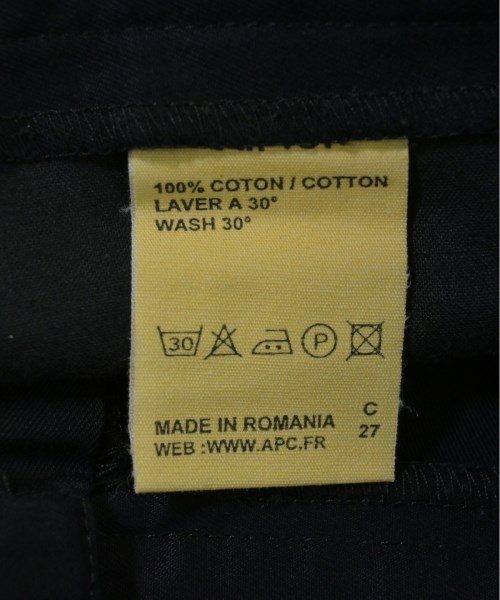 100% COTON / COTTON
LAVER A 30°
WASH 30°
30 P
MADE IN ROMANIA
WEB :WWW.APC.FR
C
27